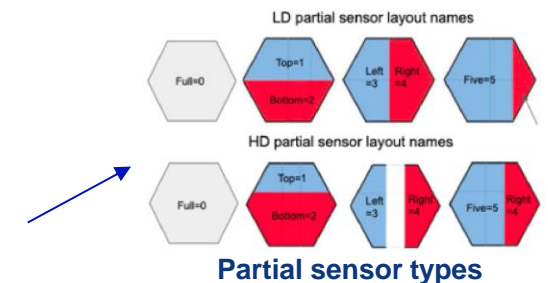 LD partial sensor layout names
Full=0
Top=1
Bottom=2
Left
=3
Right
=4
Five=5
HD partial sensor layout names
Full=0
Top=1
Bottom=2
Left
=3
Right
=4
Five=5
Right
=4
Partial sensor types